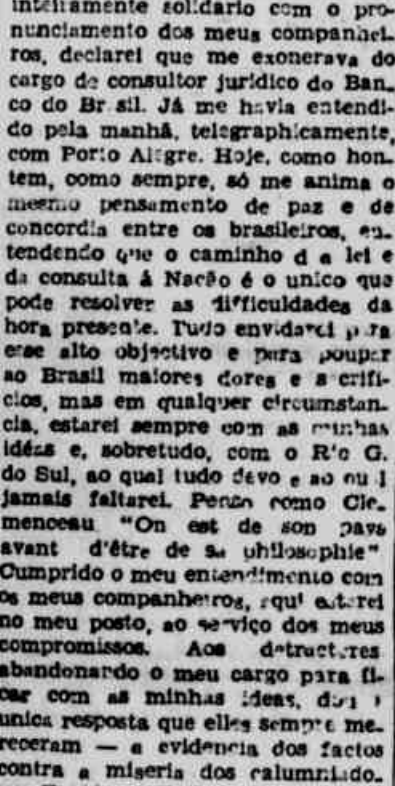 inteiramente solidario com o pro-
nunciamento dos meus companhei-
ros, declarei que me exonerava do
cargo de consultor juridico do Ban-
co do Brasil. Já me havia entendi-
do pela manhã, telegraphicamente,
com Porto Alegre. Hoje, como hon-
tem, como sempre, só me anima o
mesmo pensamento de paz e de
concordia entre os brasileiros, en-
tendendo que o caminho da lei e
da consulta á Nação é o unico que
pode resolver as difficuldades da
hora presente. Tudo envidarei para
esse alto objectivo e para poupar
ao Brasil maiores dores e sacrifi-
cios, mas em qualquer circumstan-
cia, estarei sempre com as minhas
idéas e, sobretudo, com o Rio G.
do Sul, ao qual tudo devo e ao qual
jamais faltarei. Penso como Cle-
menceau "On est de son pays
avant d'être de sa philosophie"
Cumprido o meu entendimento com
os meus companheiros, aqui estarei
no meu posto, ao serviço dos meus
compromissos. Aos detractores
abandonando o meu cargo para fi-
car com as minhas ideas, dou a
unica resposta que elles sempre me-
receram — a evidencia dos factos
contra a miseria dos calumniado-